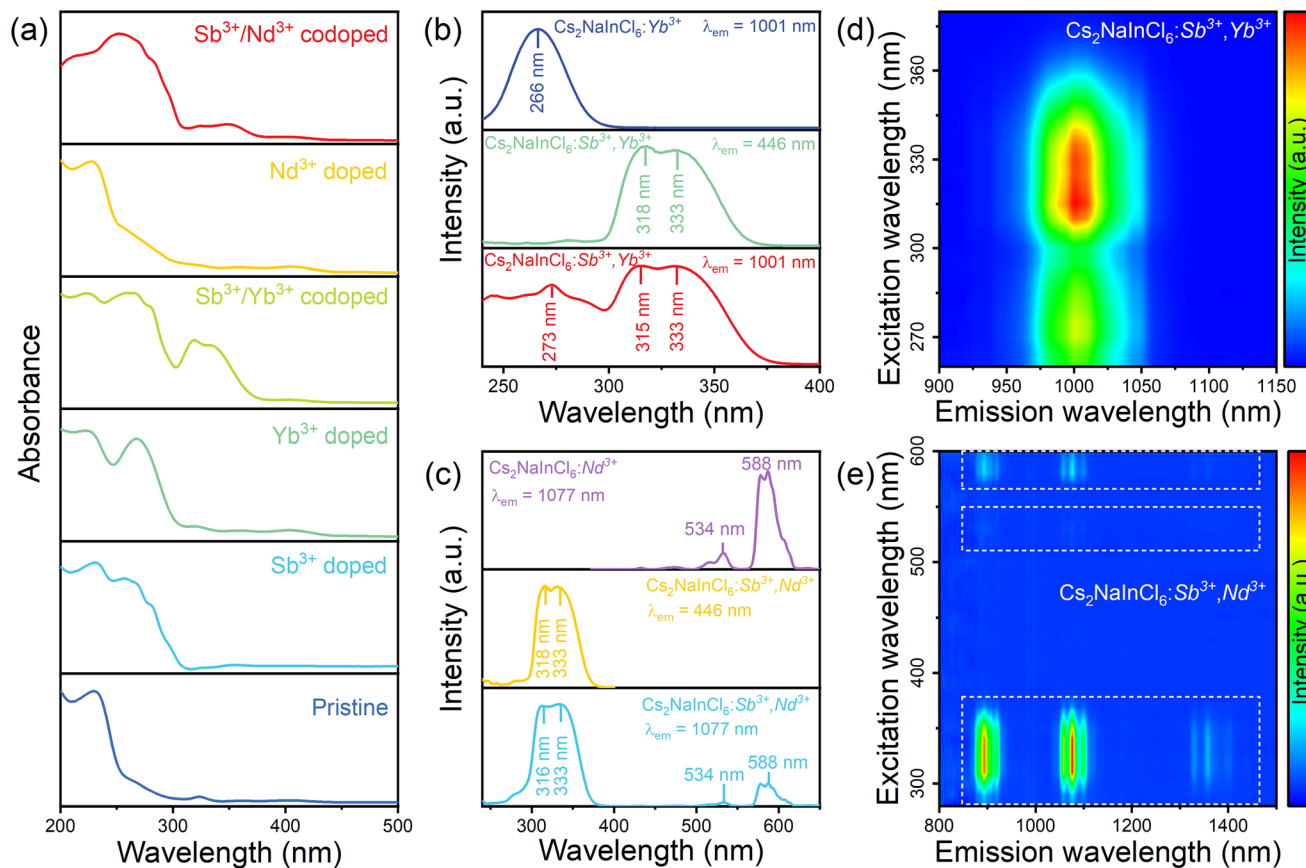 (a)
Sb³⁺/Nd³⁺ codoped
Nd³⁺ doped
Sb³⁺/Yb³⁺ codoped
Yb³⁺ doped
Sb³⁺ doped
Pristine
Absorbance
200 300 400 500
Wavelength (nm)
(b)
Cs₂NaInCl₆:Yb³⁺ λem = 1001 nm
266 nm
Cs₂NaInCl₆:Sb³⁺,Yb³⁺ λem = 446 nm
318 nm
333 nm
Cs₂NaInCl₆:Sb³⁺,Yb³⁺ λem = 1001 nm
273 nm
315 nm
333 nm
Intensity (a.u.)
250 300 350 400
Wavelength (nm)
(c)
Cs₂NaInCl₆:Nd³⁺
λem = 1077 nm
534 nm
588 nm
Cs₂NaInCl₆:Sb³⁺,Nd³⁺
λem = 446 nm
318 nm
333 nm
Cs₂NaInCl₆:Sb³⁺,Nd³⁺
λem = 1077 nm
316 nm
333 nm
534 nm
588 nm
Intensity (a.u.)
300 400 500 600
Wavelength (nm)
(d)
Cs₂NaInCl₆:Sb³⁺,Yb³⁺
Excitation wavelength (nm)
360
330
300
270
900 950 1000 1050 1100 1150
Emission wavelength (nm)
Intensity (a.u.)
(e)
Cs₂NaInCl₆:Sb³⁺,Nd³⁺
Excitation wavelength (nm)
600
500
400
300
800 1000 1200 1400
Emission wavelength (nm)
Intensity (a.u.)